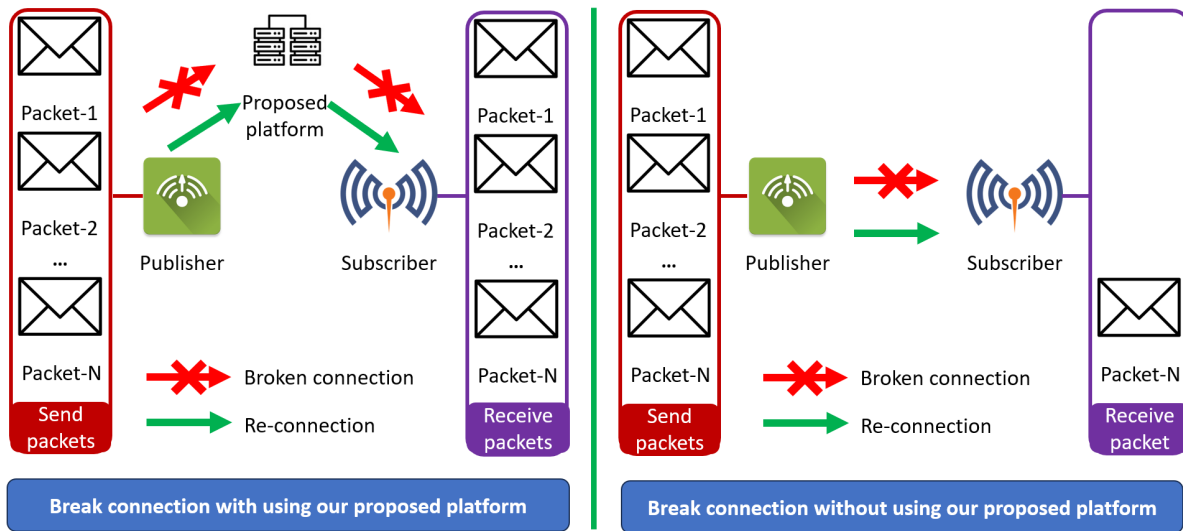 Packet-1
Packet-2
...
Packet-N
Send
packets
Proposed
platform
Publisher
Subscriber
Broken connection
Re-connection
Packet-1
Packet-2
...
Packet-N
Receive
packets
Break connection with using our proposed platform
Packet-1
Packet-2
...
Packet-N
Send
packets
Publisher
Subscriber
Broken connection
Re-connection
Packet-N
Receive
packet
Break connection without using our proposed platform